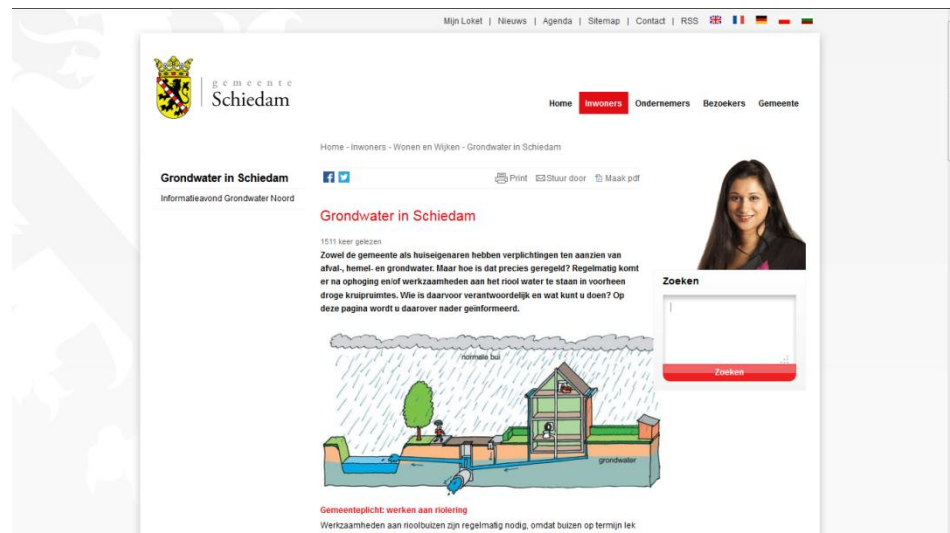 Mijn Loket | Nieuws | Agenda | Sitemap | Contact | RSS
gemeente
Schiedam
Home Inwoners Ondernemers Bezoekers Gemeente
Home - Inwoners - Wonen en Wijken - Grondwater in Schiedam
Grondwater in Schiedam
Informatieavond Grondwater Noord
Print Stuur door Maak pdf
Grondwater in Schiedam
1511 keer gelezen
Zowel de gemeente als huiseigenaren hebben verplichtingen ten aanzien van
afval-, hemel- en grondwater. Maar hoe is dat precies geregeld? Regelmatig komt
er na ophoging en/of werkzaamheden aan het riool water te staan in voorheen
droge kruipruimtes. Wie is daarvoor verantwoordelijk en wat kunt u doen? Op
deze pagina wordt u daarover nader geïnformeerd.
Zoeken
Zoeken
normale bui
grondwater
Gemeenteplicht: werken aan riolering
Werkzaamheden aan rioolbuizen zijn regelmatig nodig, omdat buizen op termijn lek